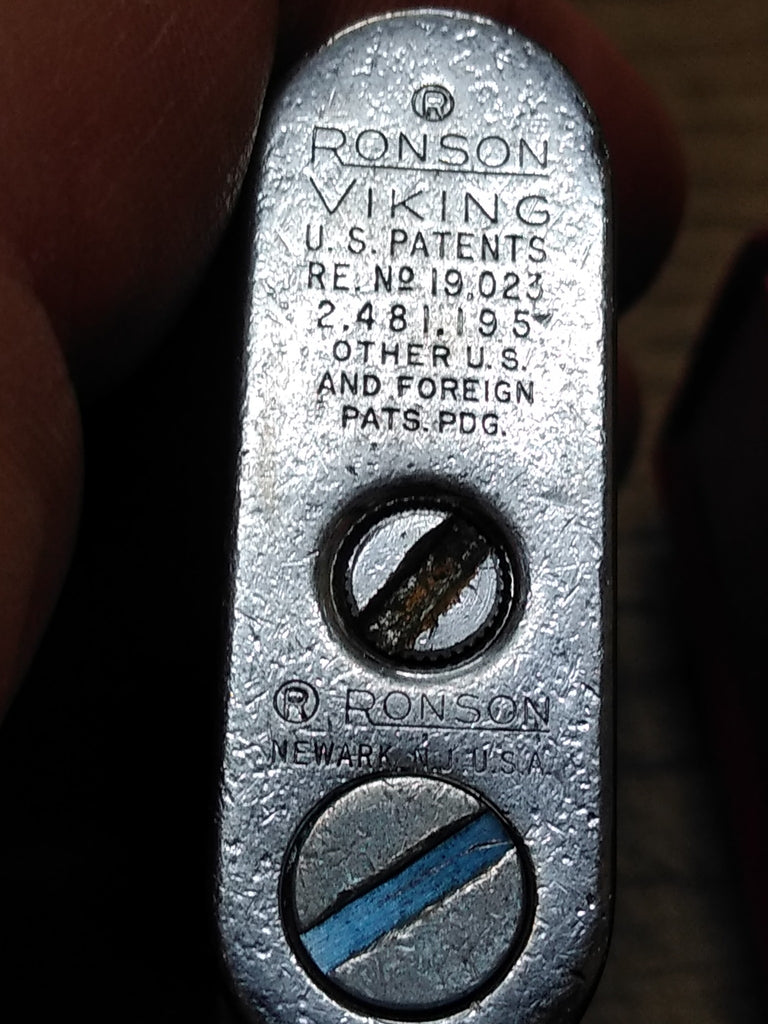 ®
RONSON
VIKING
U.S. PATENTS
RE. Nº 19,023
2.481.195
OTHER U.S.
AND FOREIGN
PATS. PDG.
® RONSON
NEWARK, N.J. U.S.A.